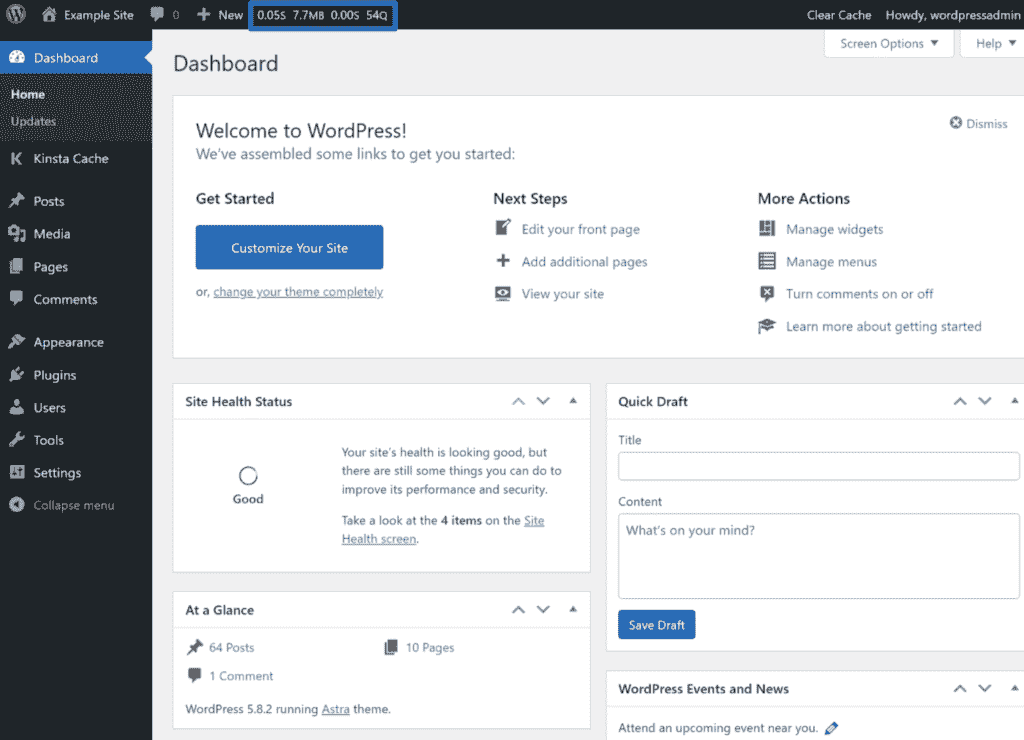 Example Site 0 New 0.05S 7.7MB 0.00S 54Q Clear Cache Howdy, wordpressadmin
Screen Options Help
Dashboard
Home
Updates
Kinsta Cache
Posts
Media
Pages
Comments
Appearance
Plugins
Users
Tools
Settings
Collapse menu
Dashboard
Welcome to WordPress!
Dismiss
We've assembled some links to get you started:
Get Started
Customize Your Site
or, change your theme completely
Next Steps
Edit your front page
Add additional pages
View your site
More Actions
Manage widgets
Manage menus
Turn comments on or off
Learn more about getting started
Site Health Status
Good
Your site's health is looking good, but
there are still some things you can do to
improve its performance and security.
Take a look at the 4 items on the Site
Health screen.
At a Glance
64 Posts 10 Pages
1 Comment
WordPress 5.8.2 running Astra theme.
Quick Draft
Title
Content
What's on your mind?
Save Draft
WordPress Events and News
Attend an upcoming event near you.